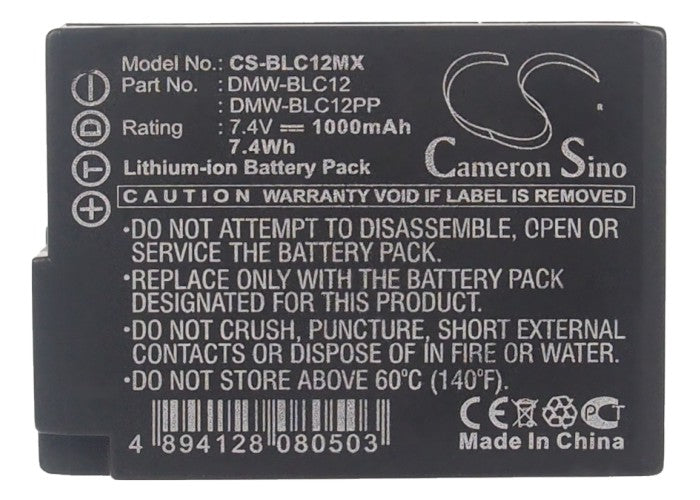 Model No.: CS-BLC12MX
Part No. : DMW-BLC12
: DMW-BLC12PP
Rating : 7.4V 1000mAh
7.4Wh
Lithium-ion Battery Pack
CS
®
Cameron Sino
D
T
CAUTION WARRANTY VOID IF LABEL IS REMOVED
•DO NOT ATTEMPT TO DISASSEMBLE, OPEN OR
SERVICE THE BATTERY PACK.
•REPLACE ONLY WITH THE BATTERY PACK
DESIGNATED FOR THIS PRODUCT.
•DO NOT CRUSH, PUNCTURE, SHORT EXTERNAL
CONTACTS OR DISPOSE OF IN FIRE OR WATER.
•DO NOT STORE ABOVE 60°C (140°F).
4 894128 080503
CE PCT
Made In China